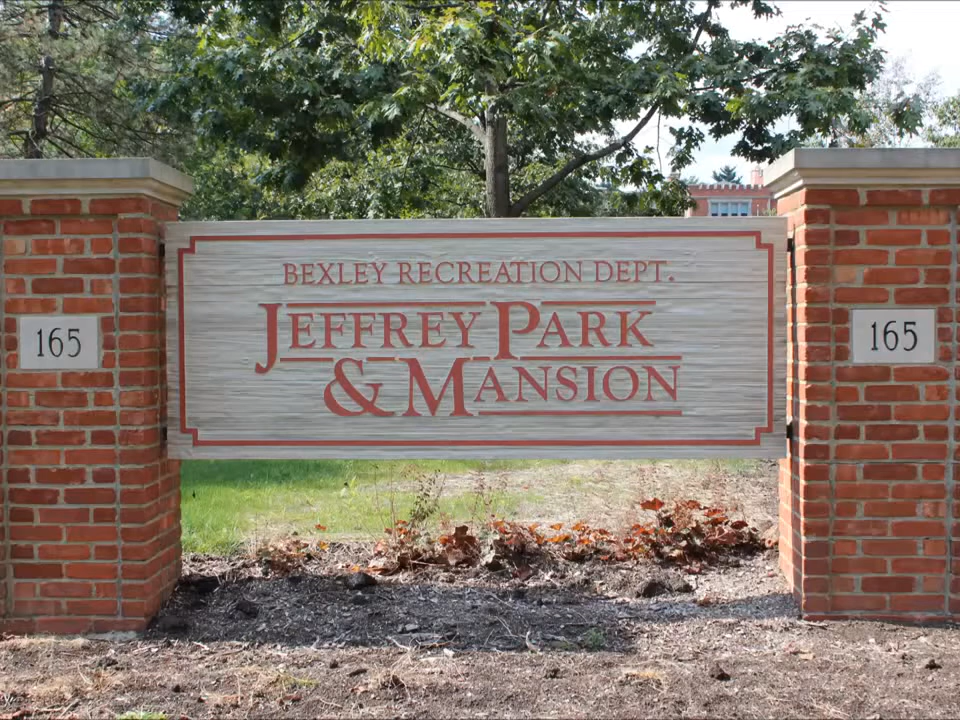 BEXLEY RECREATION DEPT.
JEFFREY PARK
& MANSION
165
165